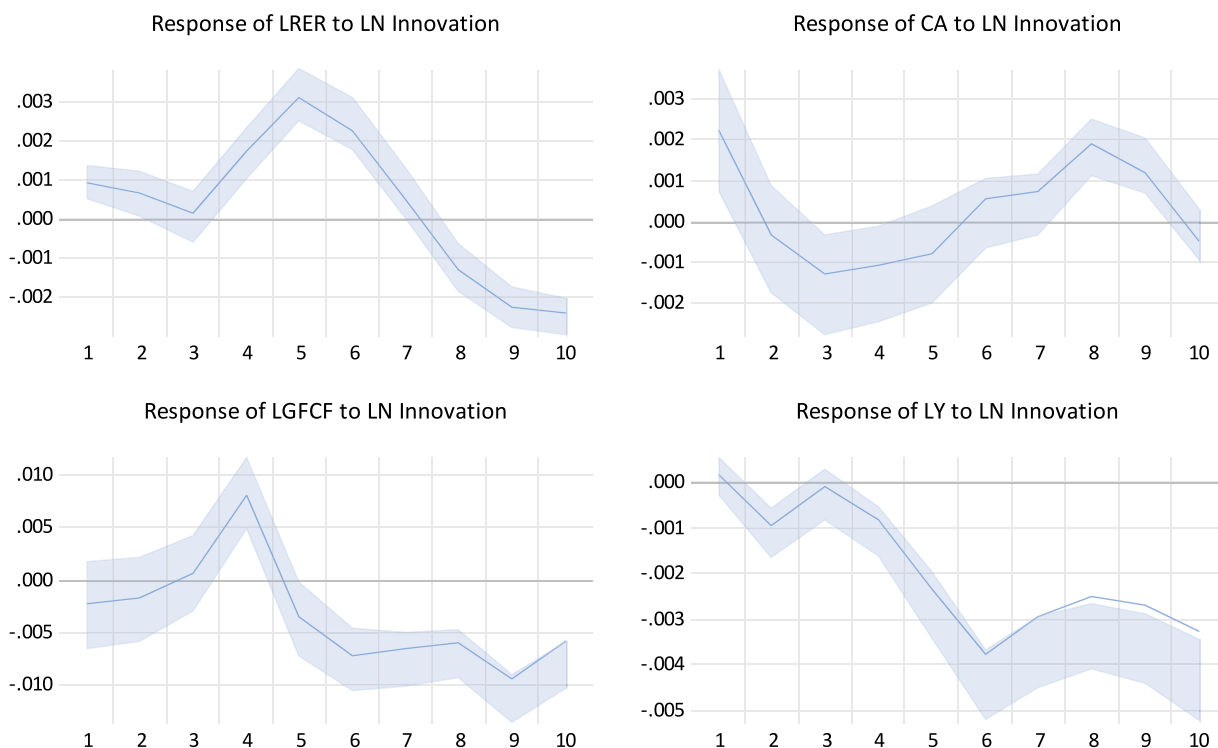 Response of LRER to LN Innovation
.003
.002
.001
.000
-.001
-.002
1 2 3 4 5 6 7 8 9 10
Response of CA to LN Innovation
.003
.002
.001
.000
-.001
-.002
1 2 3 4 5 6 7 8 9 10
Response of LGFCF to LN Innovation
.010
.005
.000
-.005
-.010
1 2 3 4 5 6 7 8 9 10
Response of LY to LN Innovation
.000
-.001
-.002
-.003
-.004
-.005
1 2 3 4 5 6 7 8 9 10